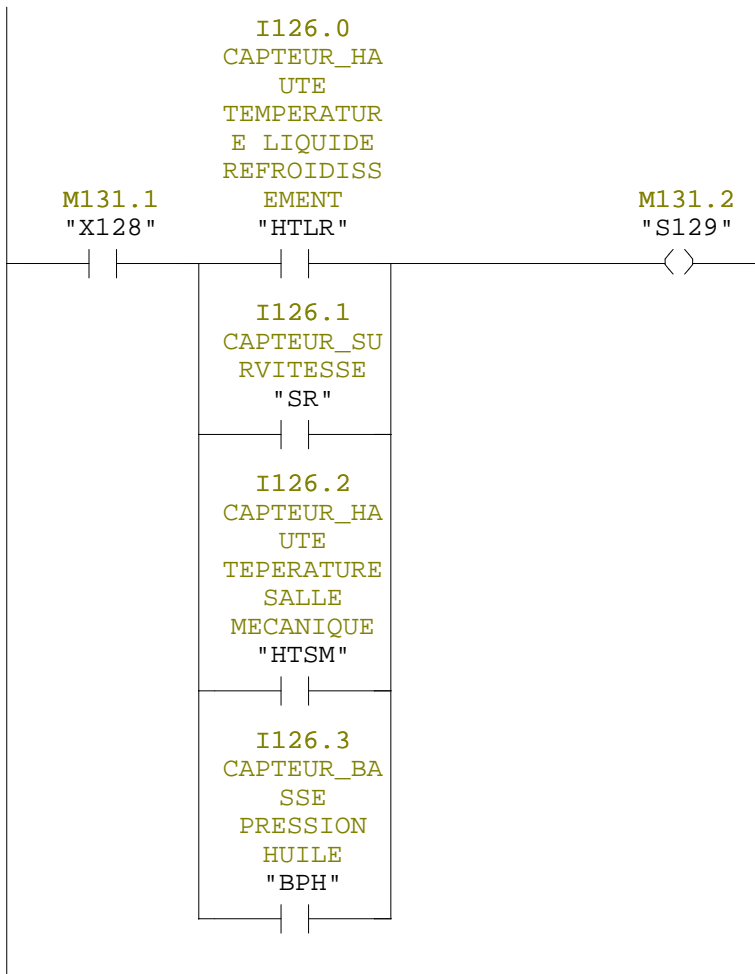 I126.0
CAPTEUR_HA
UTE
TEMPERATUR
E LIQUIDE
REFROIDISS
M131.1 EMENT M131.2
"X128" "HTLR" "S129"
I126.1
CAPTEUR_SU
RVITESSE
"SR"
I126.2
CAPTEUR_HA
UTE
TEPERATURE
SALLE
MECANIQUE
"HTSM"
I126.3
CAPTEUR_BA
SSE
PRESSION
HUILE
"BPH"